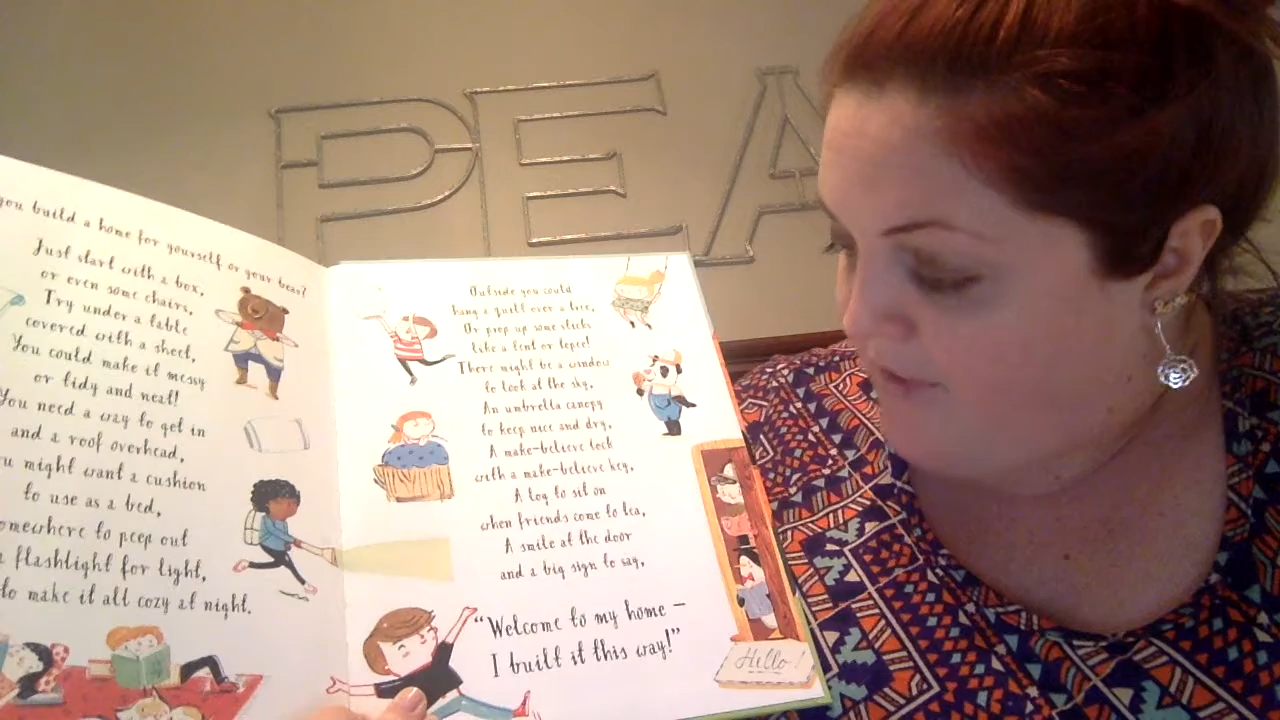 PEA
you build a home for yourself or your bear?
Just start with a box,
or even some chairs,
Try under a table
covered with a sheet,
You could make it messy
or tidy and neat!
You need a way to get in
and a roof overhead,
might want a cushion
to use as a bed,
to peep out
flashlight for light,
to make it all cozy at night.
Outside you could
hang a quilt over a tree,
Or prop up some sticks
like a tent or tepee!
There might be a window
to look at the sky,
An umbrella canopy
to keep nice and dry,
A make-believe lock
with a make-believe key,
A log to sit on
when friends come to tea,
A smile at the door
and a big sign to say,
"Welcome to my home –
I built it this way!"
Hello!